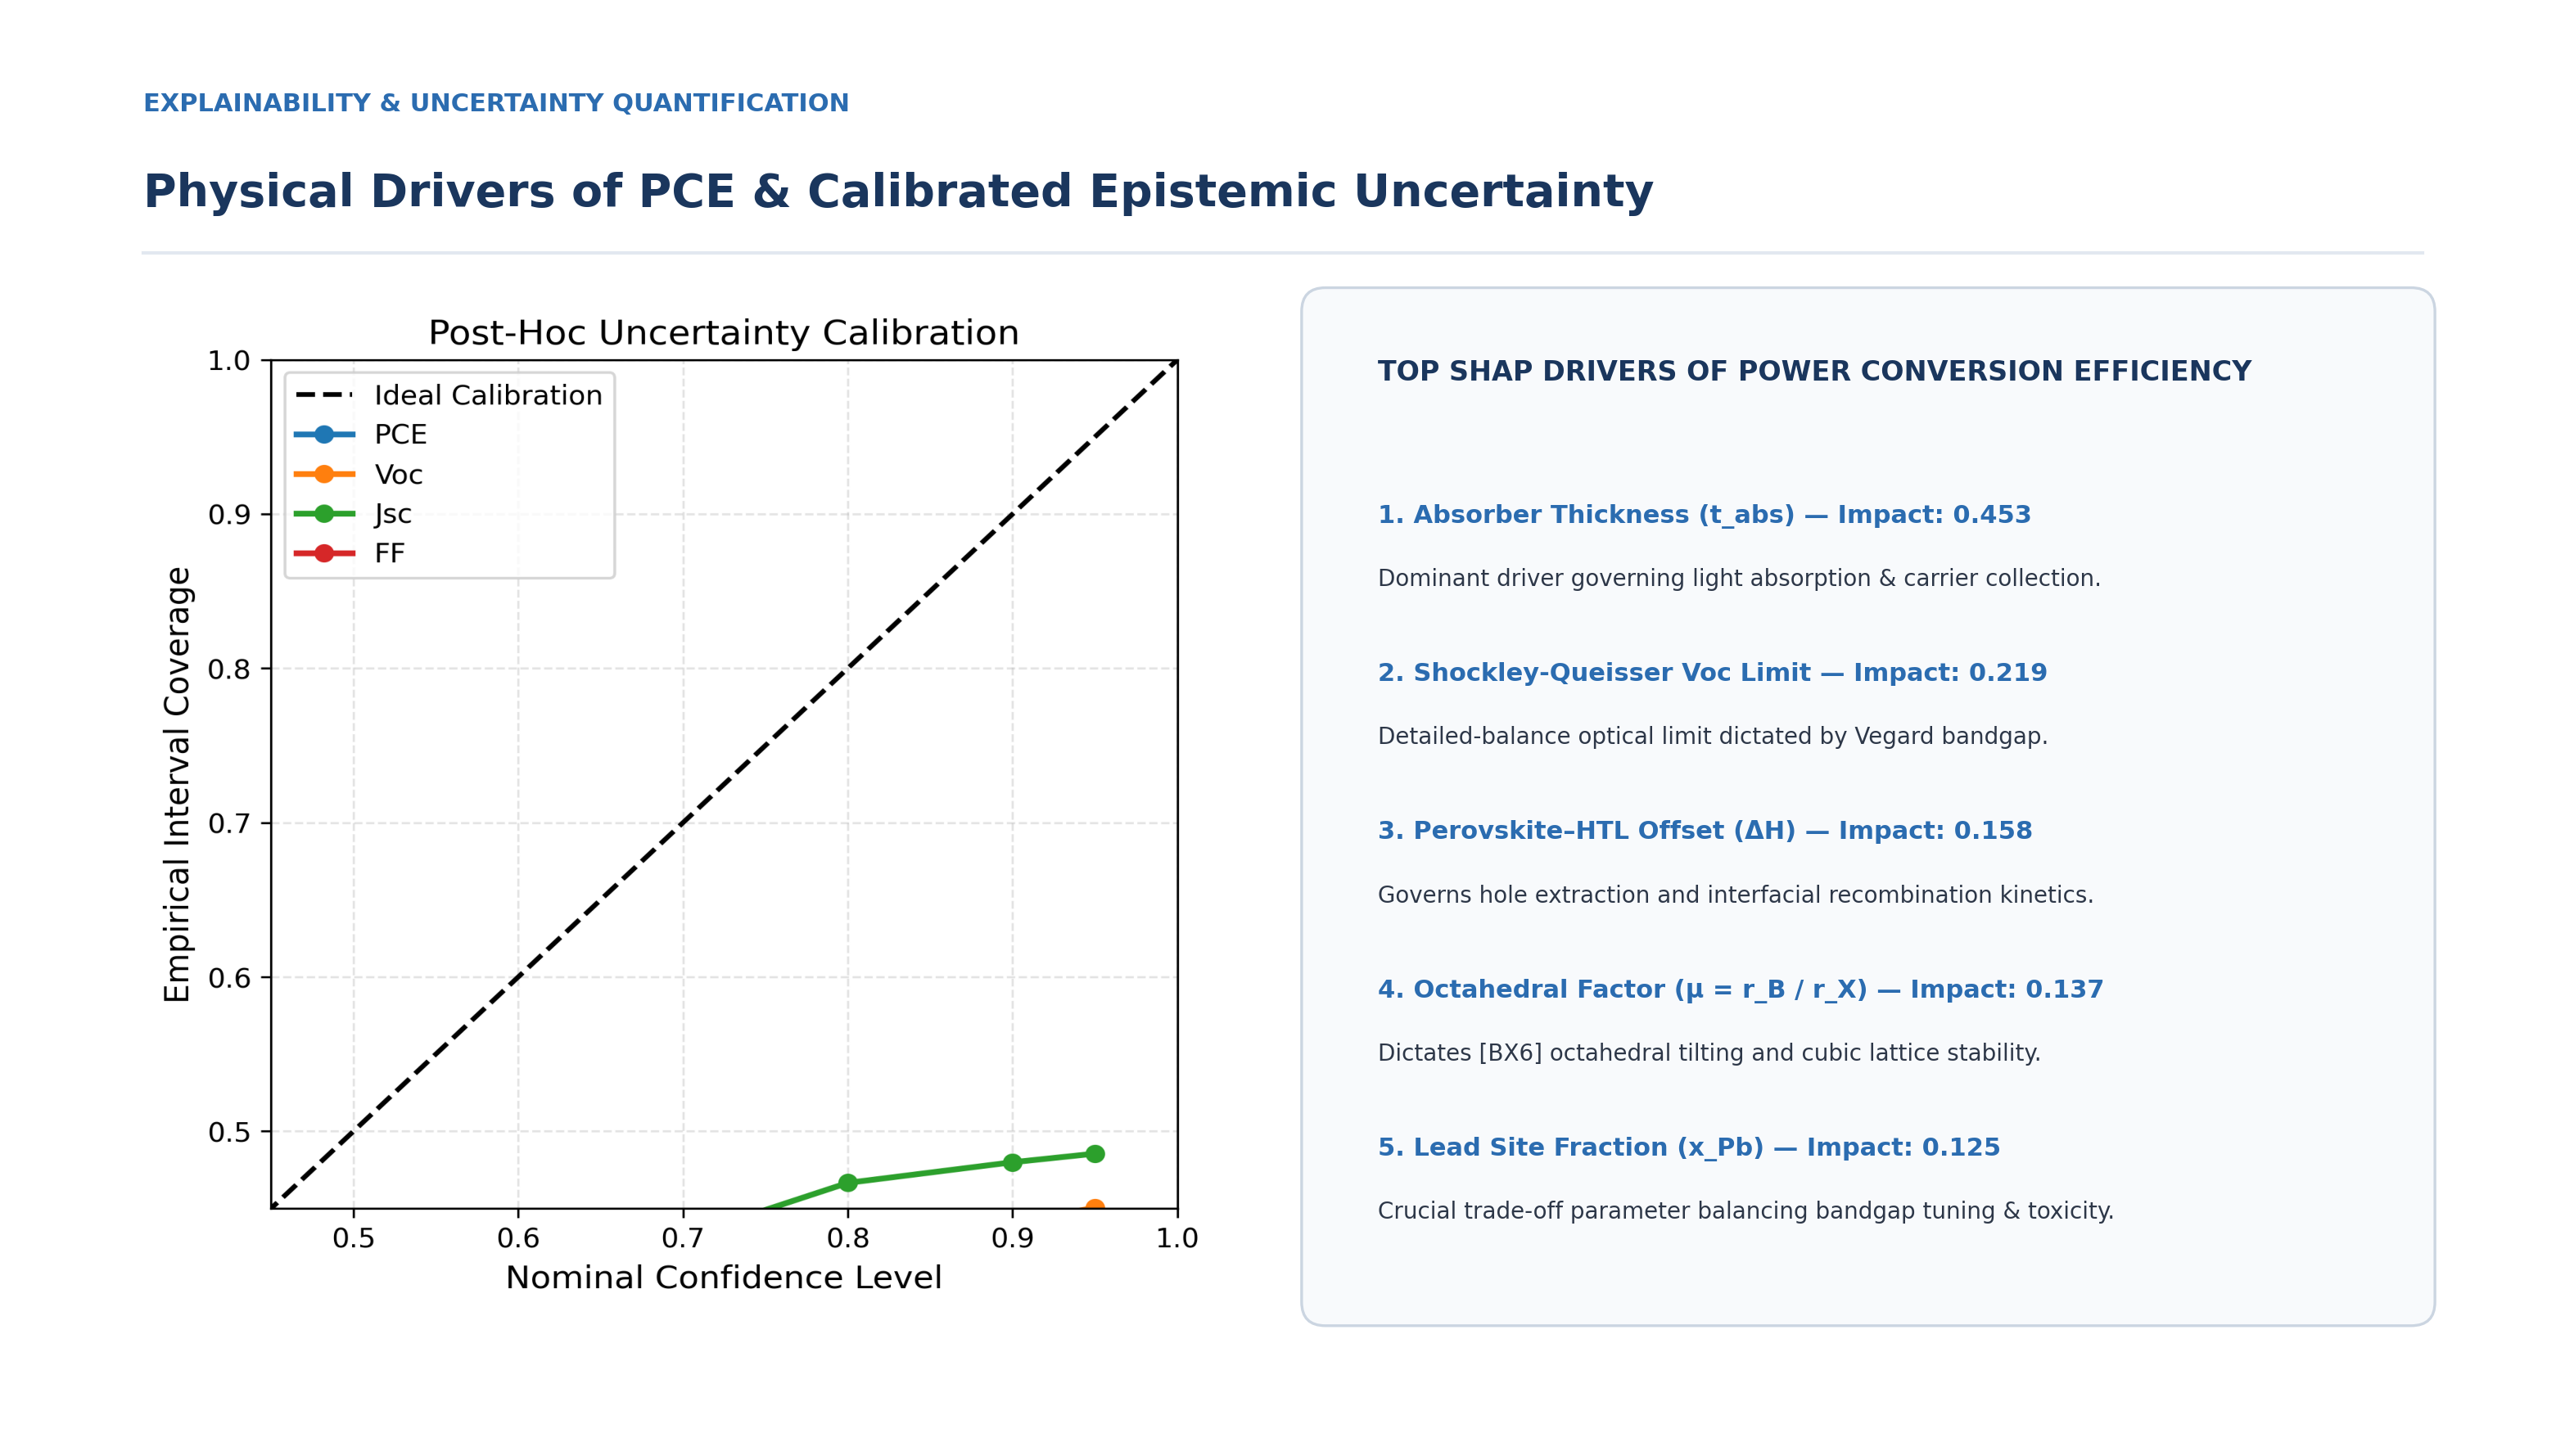 EXPLAINABILITY & UNCERTAINTY QUANTIFICATION
Physical Drivers of PCE & Calibrated Epistemic Uncertainty
Post-Hoc Uncertainty Calibration
1.0
0.9
0.8
0.7
0.6
0.5
Empirical Interval Coverage
Ideal Calibration
PCE
Voc
Jsc
FF
0.5
0.6
0.7
0.8
0.9
1.0
Nominal Confidence Level
TOP SHAP DRIVERS OF POWER CONVERSION EFFICIENCY
1. Absorber Thickness (t_abs) — Impact: 0.453
Dominant driver governing light absorption & carrier collection.
2. Shockley-Queisser Voc Limit — Impact: 0.219
Detailed-balance optical limit dictated by Vegard bandgap.
3. Perovskite–HTL Offset (ΔH) — Impact: 0.158
Governs hole extraction and interfacial recombination kinetics.
4. Octahedral Factor (μ = r_B / r_X) — Impact: 0.137
Dictates [BX6] octahedral tilting and cubic lattice stability.
5. Lead Site Fraction (x_Pb) — Impact: 0.125
Crucial trade-off parameter balancing bandgap tuning & toxicity.